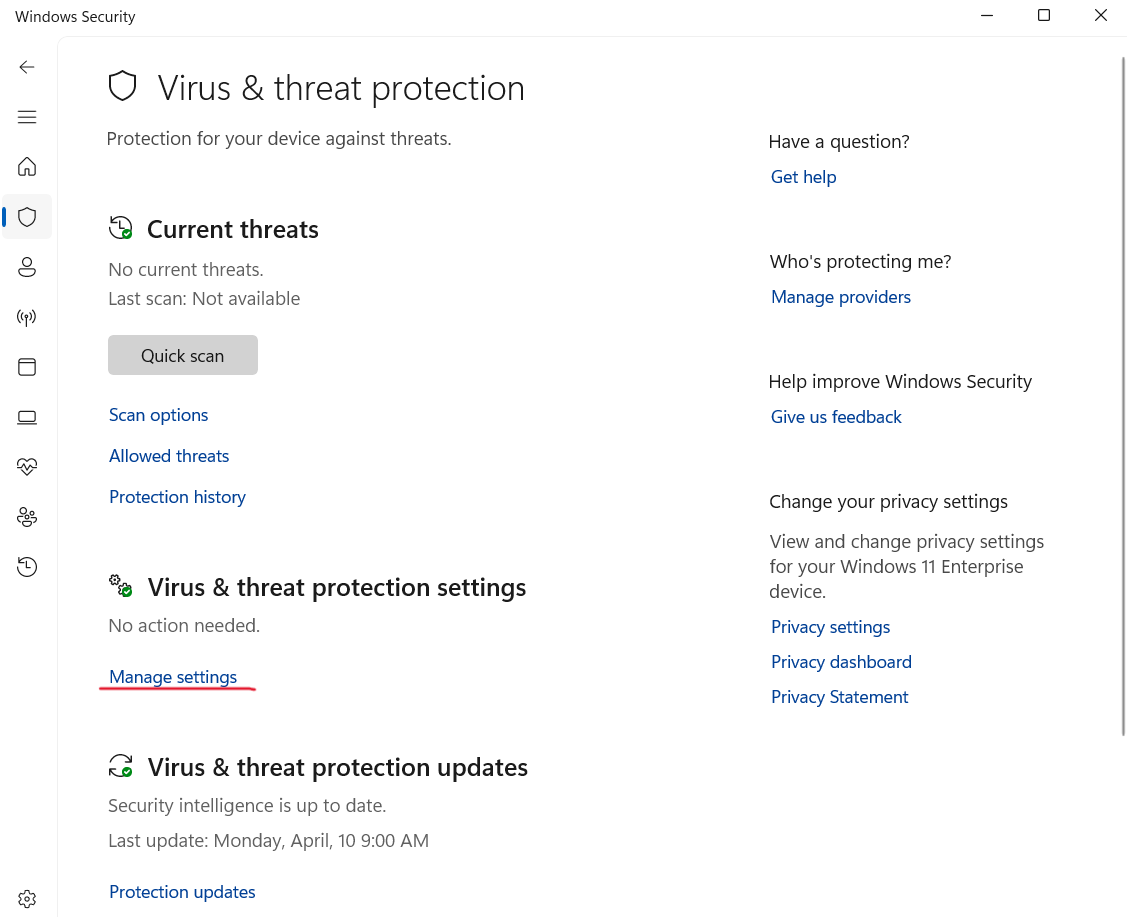 Windows Security
Virus & threat protection
Protection for your device against threats.
Current threats
No current threats.
Last scan: Not available
Quick scan
Scan options
Allowed threats
Protection history
Virus & threat protection settings
No action needed.
Manage settings
Virus & threat protection updates
Security intelligence is up to date.
Last update: Monday, April, 10 9:00 AM
Protection updates
Have a question?
Get help
Who's protecting me?
Manage providers
Help improve Windows Security
Give us feedback
Change your privacy settings
View and change privacy settings
for your Windows 11 Enterprise
device.
Privacy settings
Privacy dashboard
Privacy Statement